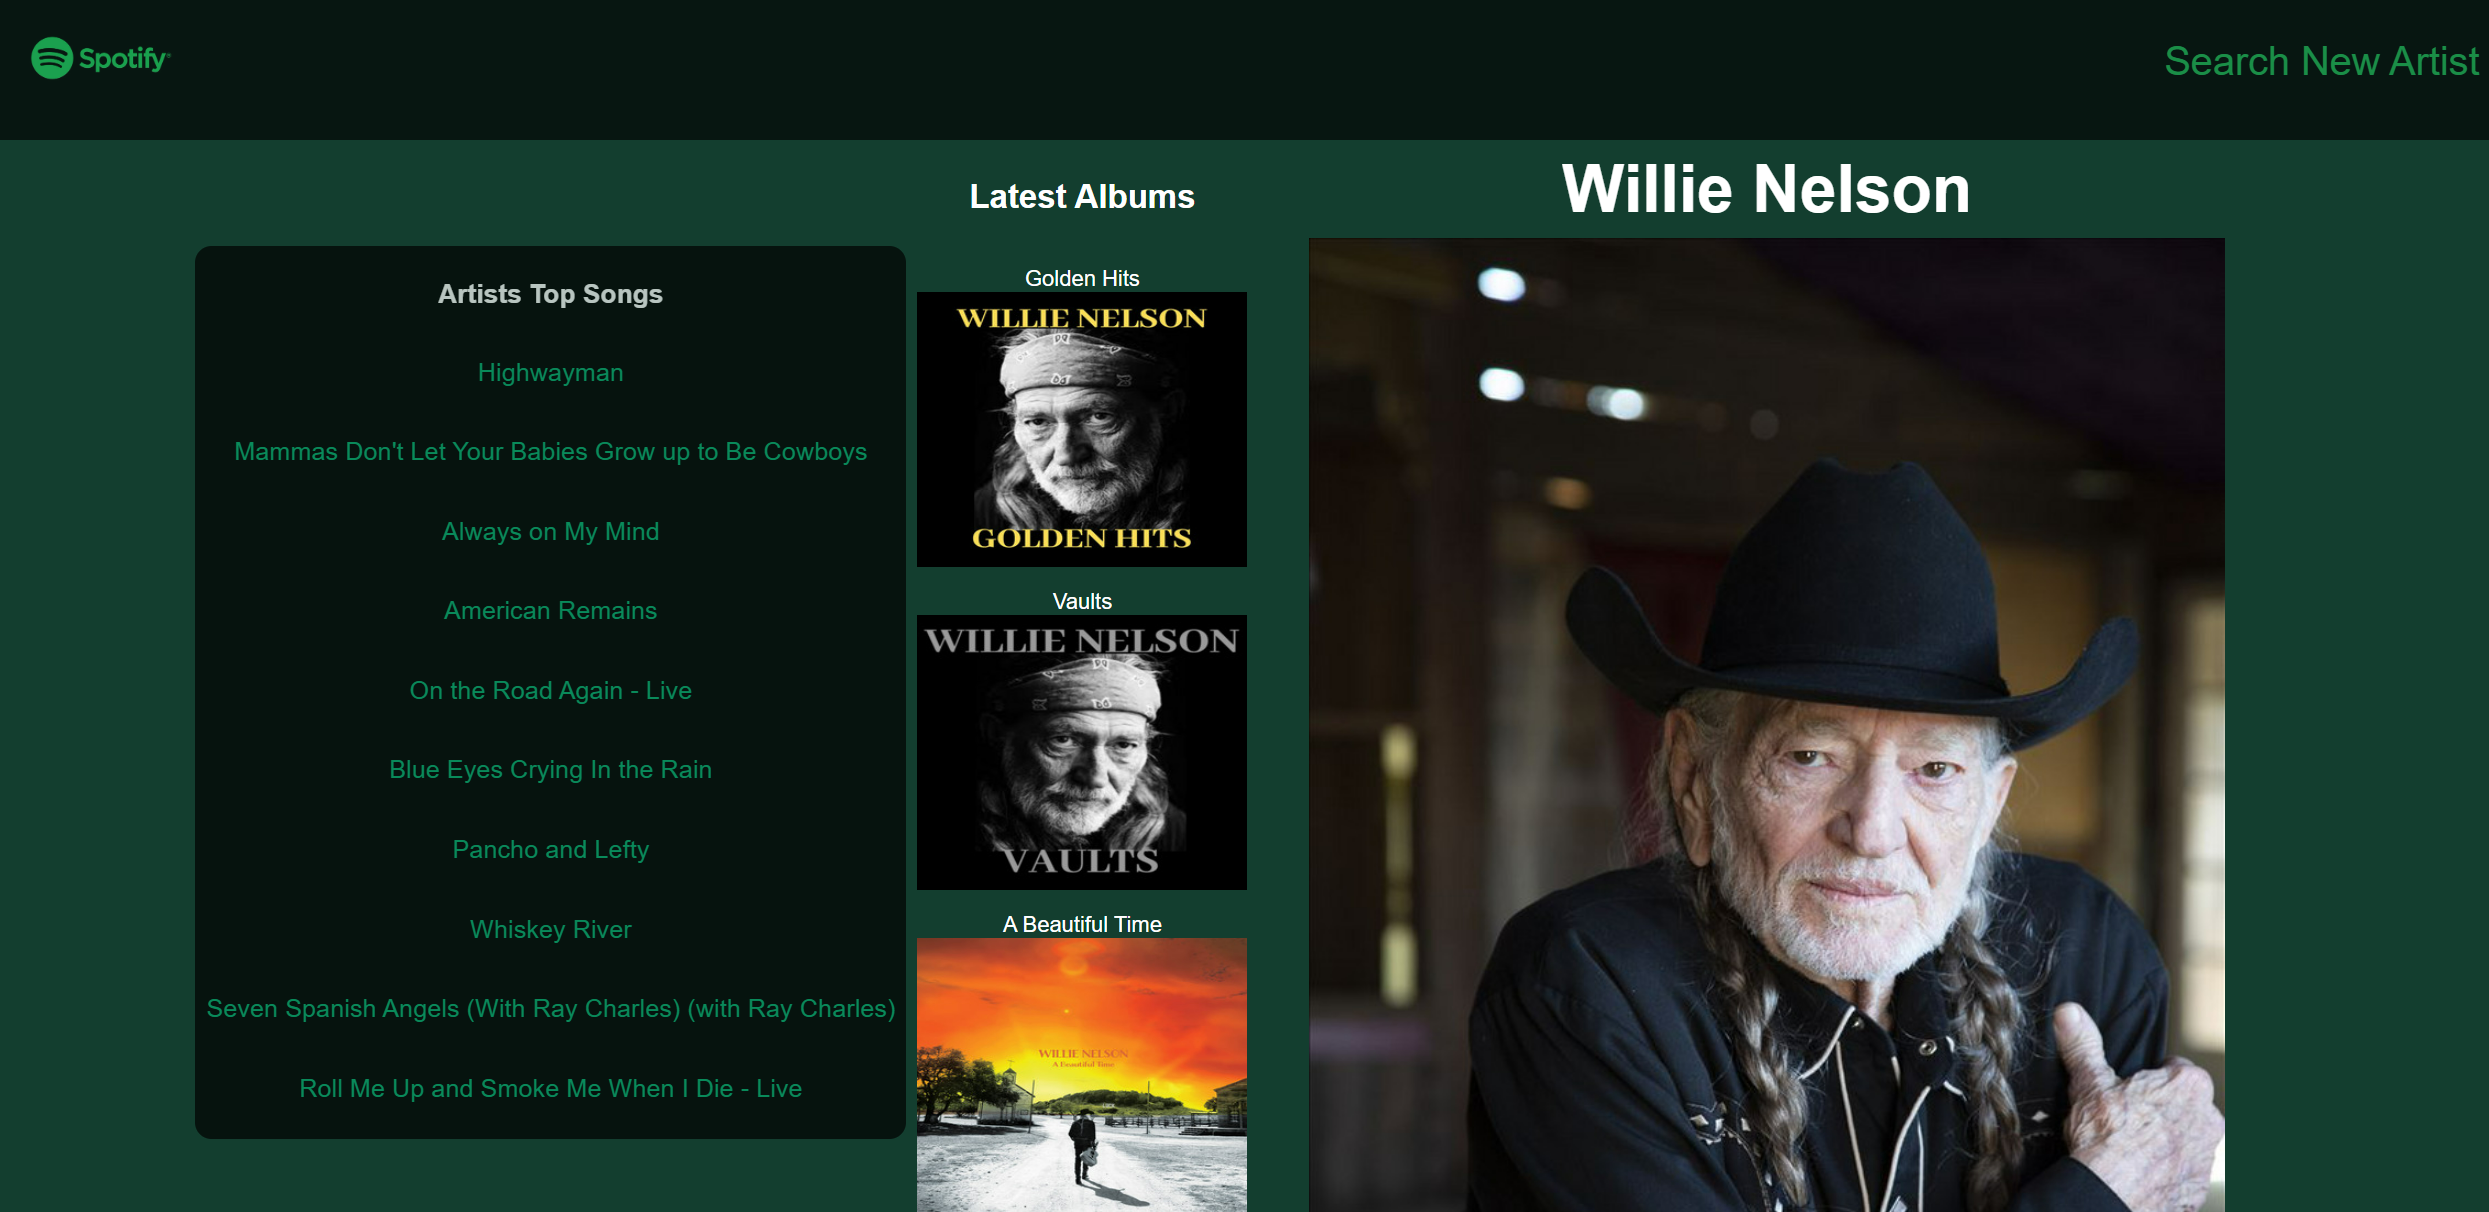 Spotify®
Search New Artist
Artists Top Songs
Highwayman
Mammas Don't Let Your Babies Grow up to Be Cowboys
Always on My Mind
American Remains
On the Road Again - Live
Blue Eyes Crying In the Rain
Pancho and Lefty
Whiskey River
Seven Spanish Angels (With Ray Charles) (with Ray Charles)
Roll Me Up and Smoke Me When I Die - Live
Latest Albums
Golden Hits
WILLIE NELSON
GOLDEN HITS
Vaults
WILLIE NELSON
VAULTS
A Beautiful Time
WILLIE NELSON
A Beautiful Time
Willie Nelson